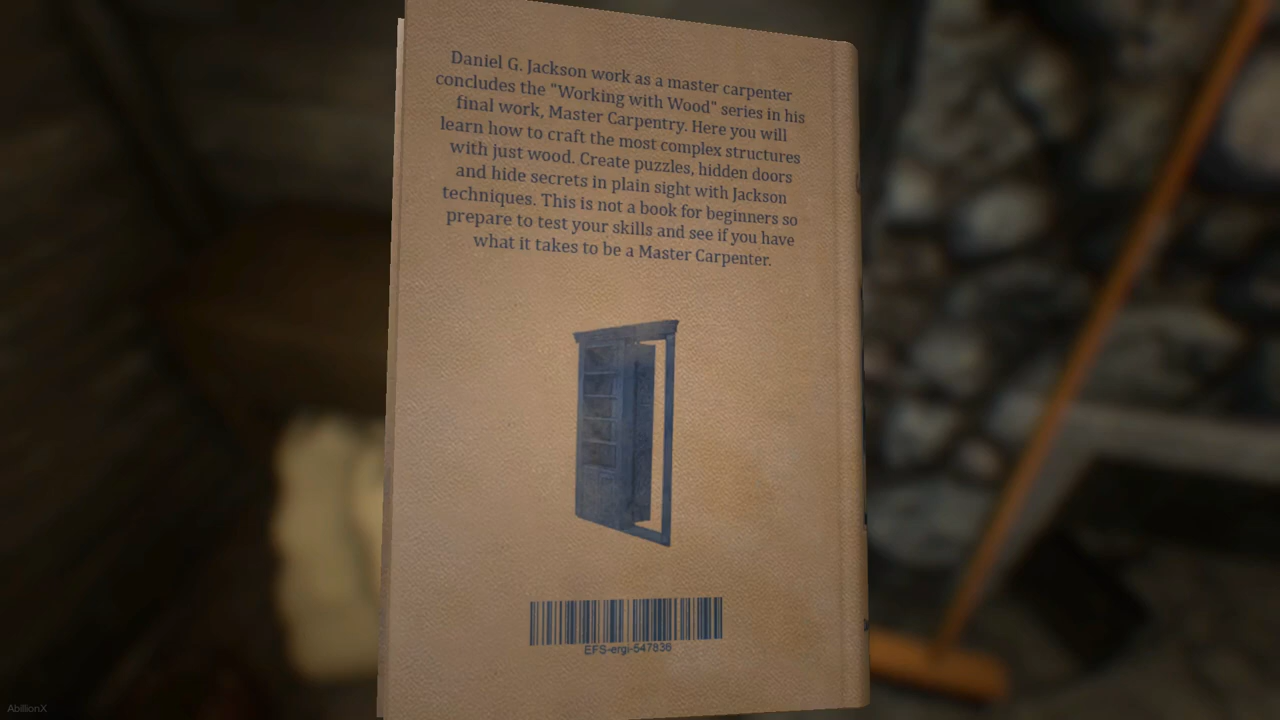 Daniel G. Jackson work as a master carpenter
concludes the "Working with Wood" series in his
final work, Master Carpentry. Here you will
learn how to craft the most complex structures
with just wood. Create puzzles, hidden doors
and hide secrets in plain sight with Jackson
techniques. This is not a book for beginners so
prepare to test your skills and see if you have
what it takes to be a Master Carpenter.
EFS-ergi-547836
AbillionX